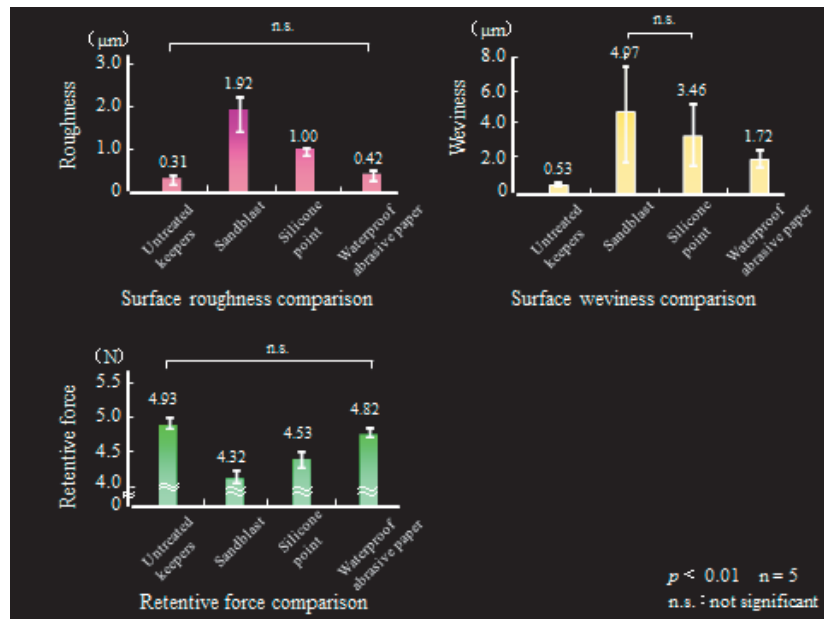 n.s.
(μm)
3.0
2.0
1.0
0
Roughness
0.31
1.92
1.00
0.42
Untreated
keepers
Sandblast
Silicone
point
Waterproof
abrasive paper
Surface roughness comparison
n.s.
(μm)
8.0
6.0
4.0
2.0
0
Weviness
0.53
4.97
3.46
1.72
Untreated
keepers
Sandblast
Silicone
point
Waterproof
abrasive paper
Surface weviness comparison
n.s.
(N)
5.5
5.0
4.5
4.0
0
Retentive force
4.93
4.32
4.53
4.82
Untreated
keepers
Sandblast
Silicone
point
Waterproof
abrasive paper
Retentive force comparison
p < 0.01 n = 5
n.s. : not significant